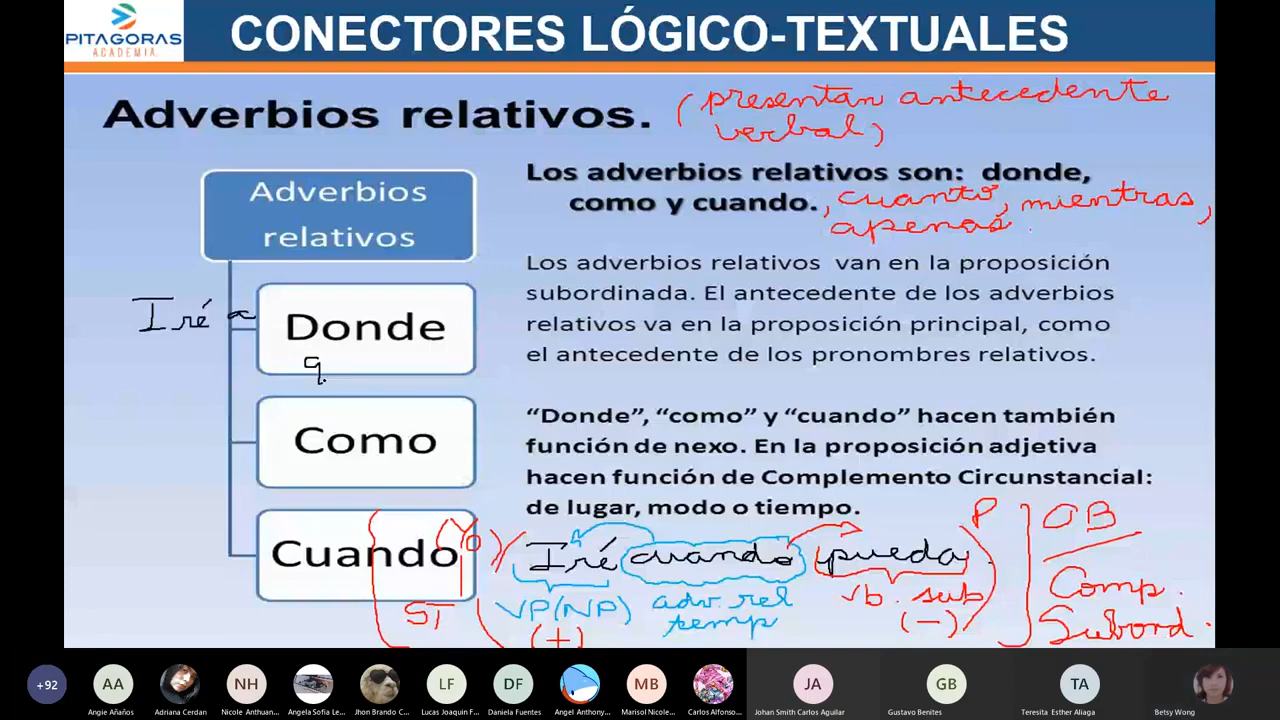 PITAGORAS
ACADEMIA
CONECTORES LÓGICO-TEXTUALES
Adverbios relativos.
(presentan antecedente
verbal)
Adverbios
relativos
Iré a
Donde
q.
Como
Cuando
Los adverbios relativos son: donde,
como y cuando., cuanto, mientras,
apenas
Los adverbios relativos van en la proposición
subordinada. El antecedente de los adverbios
relativos va en la proposición principal, como
el antecedente de los pronombres relativos.
“Donde”, “como” y “cuando” hacen también
función de nexo. En la proposición adjetiva
hacen función de Complemento Circunstancial:
de lugar, modo o tiempo.
(Yo) Iré cuando pueda. P
ST VP(NP) adv. rel vb. sub
temp
(+) (-)
OB
Comp.
Subord.
+92 AA NH LF DF MB JA GB TA
Angie Añaños Adriana Cerdan Nicole Anthuan... Angela Sofía Le... Jhon Brando C... Lucas Joaquin F... Daniela Fuentes Angel Anthony... Marisol Nicole... Carlos Alfonso... Johan Smith Carlos Aguilar Gustavo Benites Teresita Esther Aliaga Betsy Wong